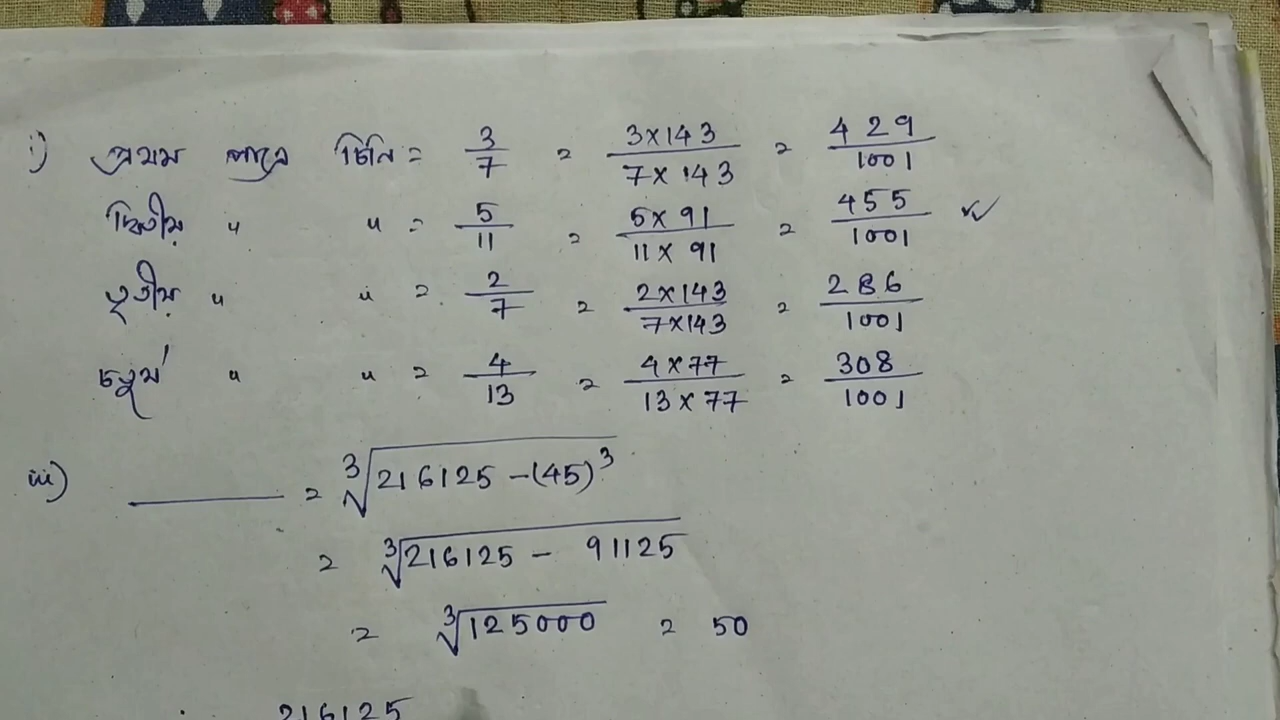 i) প্রথম পাত্রে চিনি = 3/7 = 3×143/7×143 = 429/1001
দ্বিতীয় " " = 5/11 = 5×91/11×91 = 455/1001 ✓
তৃতীয় " " = 2/7 = 2×143/7×143 = 286/1001
চতুর্থ " " = 4/13 = 4×77/13×77 = 308/1001
iii) ______ = ∛216125 - (45)³
= ∛216125 - 91125
= ∛125000 = 50
216125